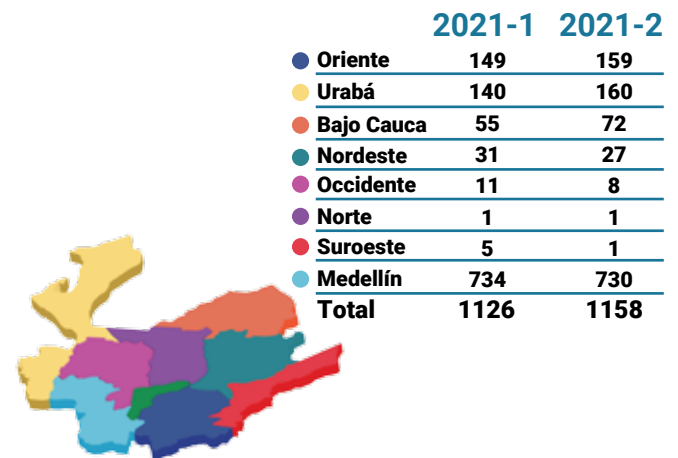 2021-1 2021-2
Oriente 149 159
Urabá 140 160
Bajo Cauca 55 72
Nordeste 31 27
Occidente 11 8
Norte 1 1
Suroeste 5 1
Medellín 734 730
Total 1126 1158